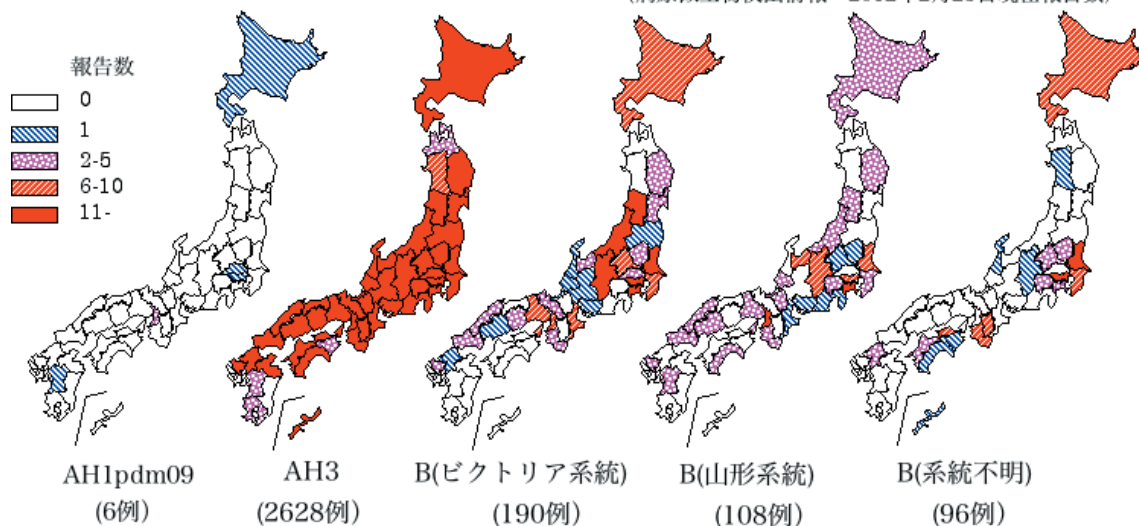 報告数
0
1
2-5
6-10
11-
AH1pdm09
(6例)
AH3
(2628例)
B(ビクトリア系統)
(190例)
B(山形系統)
(108例)
B(系統不明)
(96例)